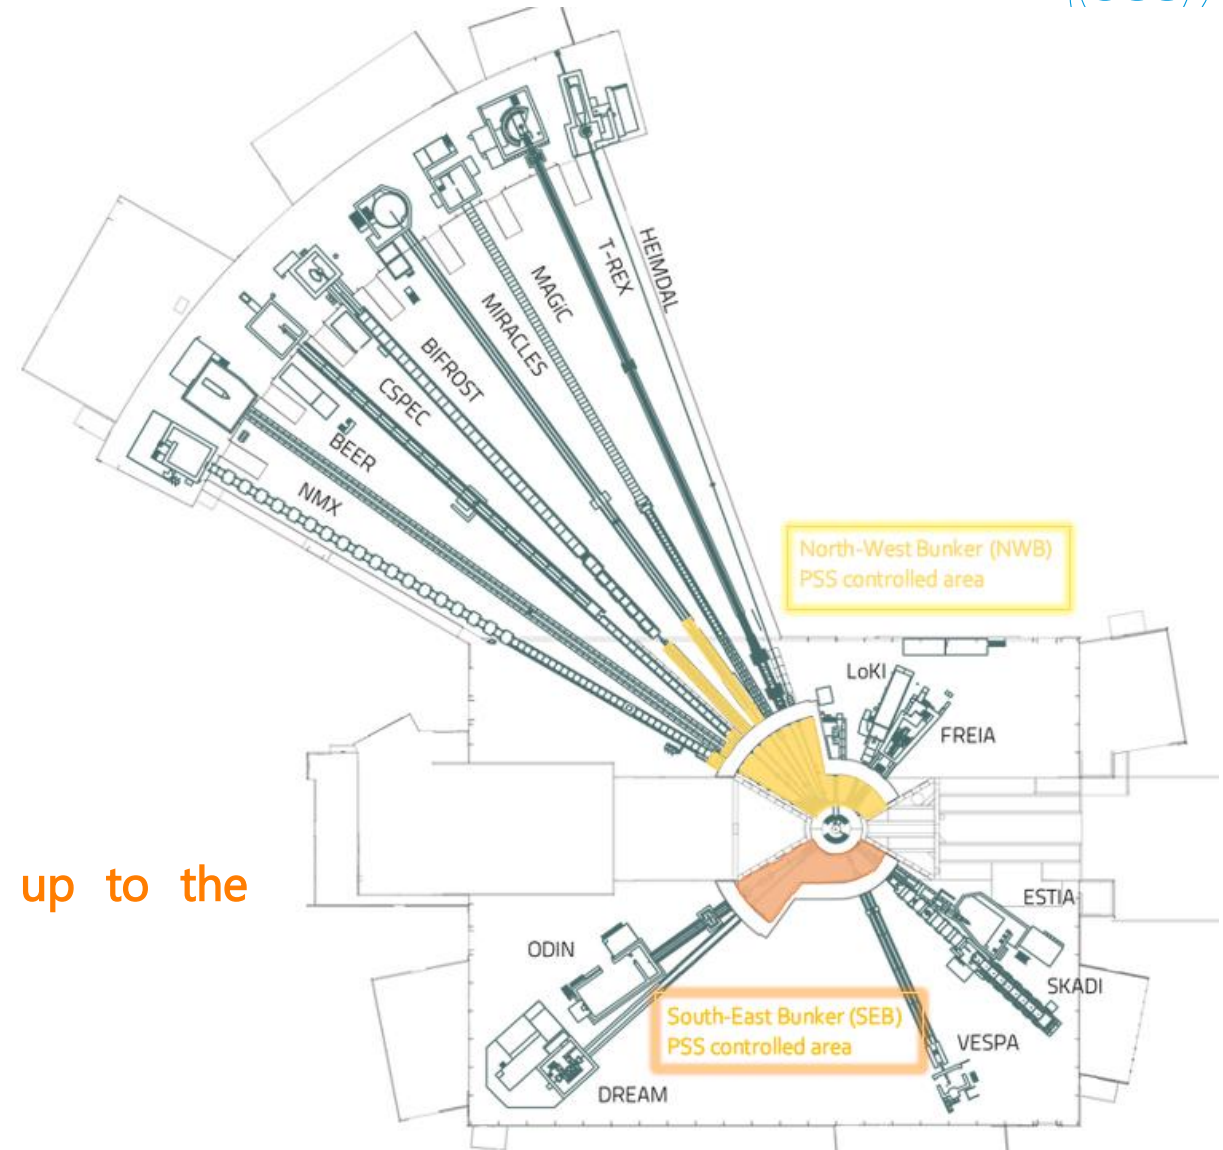 HEIMDAL
T-REX
MAGiC
MIRACLES
BIFROST
CSPEC
BEER
NMX
North-West Bunker (NWB)
PSS controlled area
LoKI
FREIA
up to the
ESTIA
ODIN
SKADI
South-East Bunker (SEB)
PSS controlled area
VESPA
DREAM